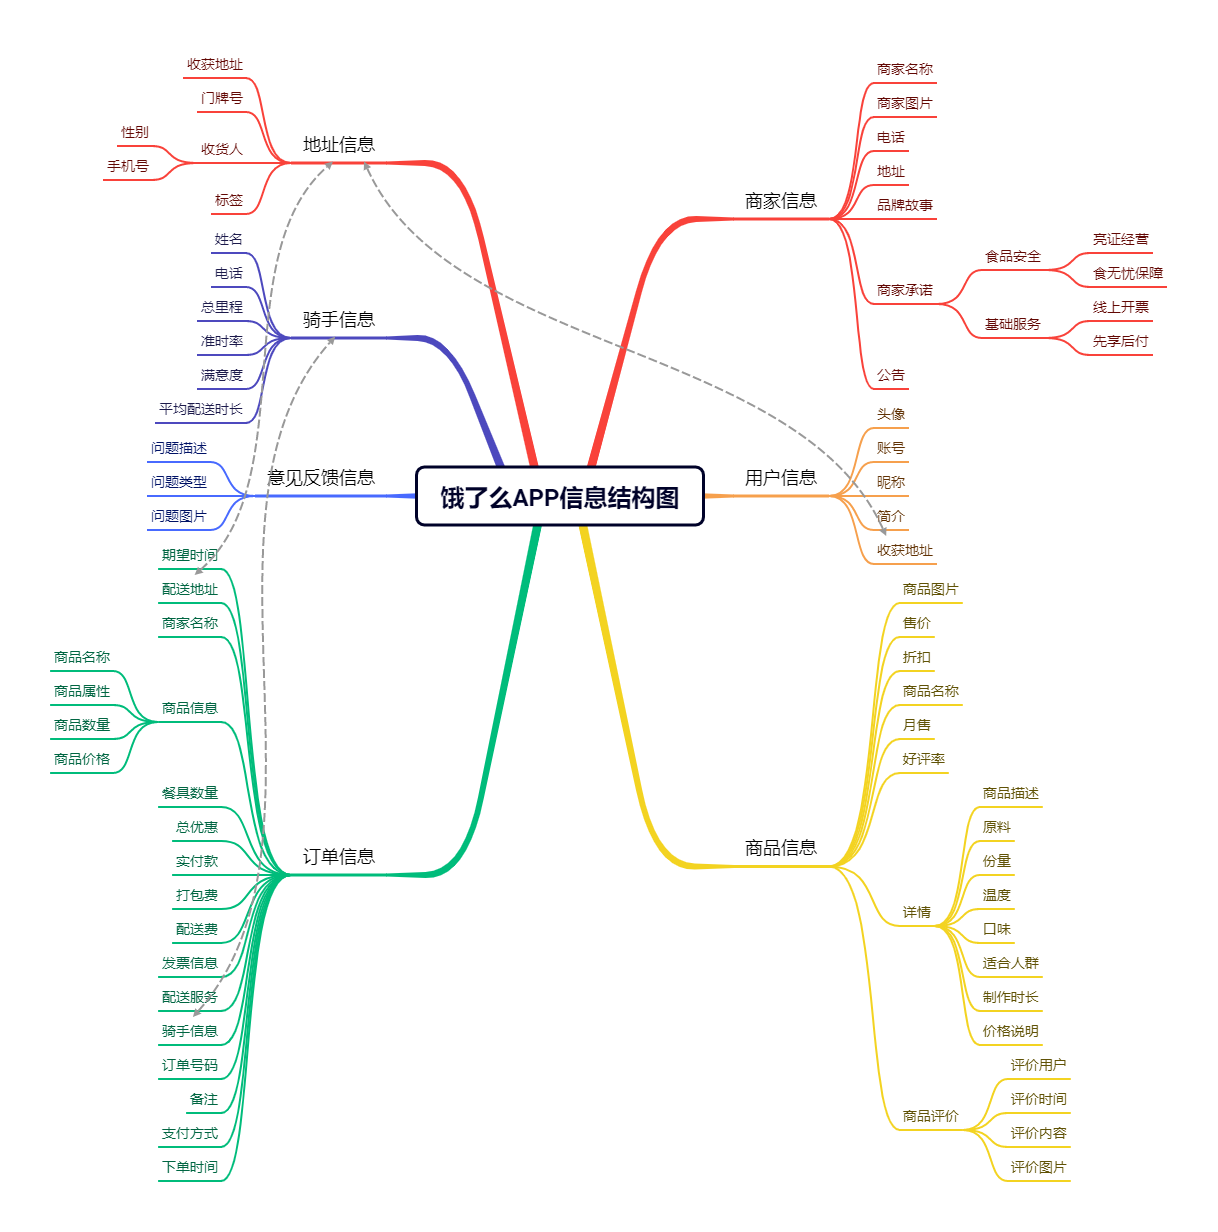 饿了么APP信息结构图
商家信息
商家名称
商家图片
电话
地址
品牌故事
商家承诺
食品安全
亮证经营
食无忧保障
基础服务
线上开票
先享后付
公告
用户信息
头像
账号
昵称
简介
收获地址
商品信息
商品图片
售价
折扣
商品名称
月售
好评率
详情
商品描述
原料
份量
温度
口味
适合人群
制作时长
价格说明
商品评价
评价用户
评价时间
评价内容
评价图片
地址信息
收获地址
门牌号
收货人
性别
手机号
标签
骑手信息
姓名
电话
总里程
准时率
满意度
平均配送时长
意见反馈信息
问题描述
问题类型
问题图片
订单信息
期望时间
配送地址
商家名称
商品信息
商品名称
商品属性
商品数量
商品价格
餐具数量
总优惠
实付款
打包费
配送费
发票信息
配送服务
骑手信息
订单号码
备注
支付方式
下单时间